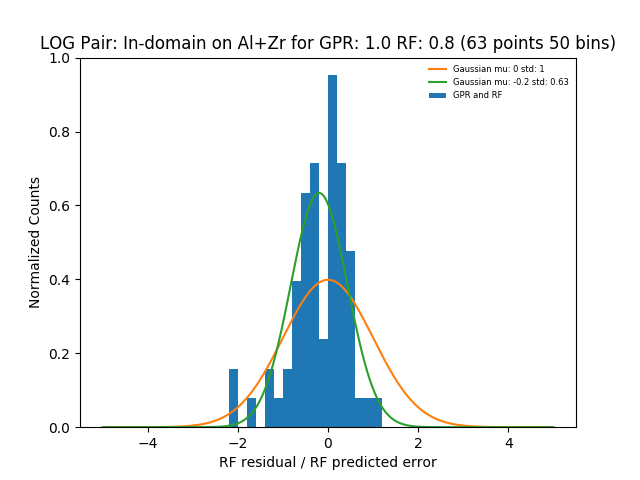 LOG Pair: In-domain on Al+Zr for GPR: 1.0 RF: 0.8 (63 points 50 bins)
Gaussian mu: 0 std: 1
Gaussian mu: -0.2 std: 0.63
GPR and RF
1.0
0.8
0.6
0.4
0.2
0.0
Normalized Counts
−4
−2
0
2
4
RF residual / RF predicted error